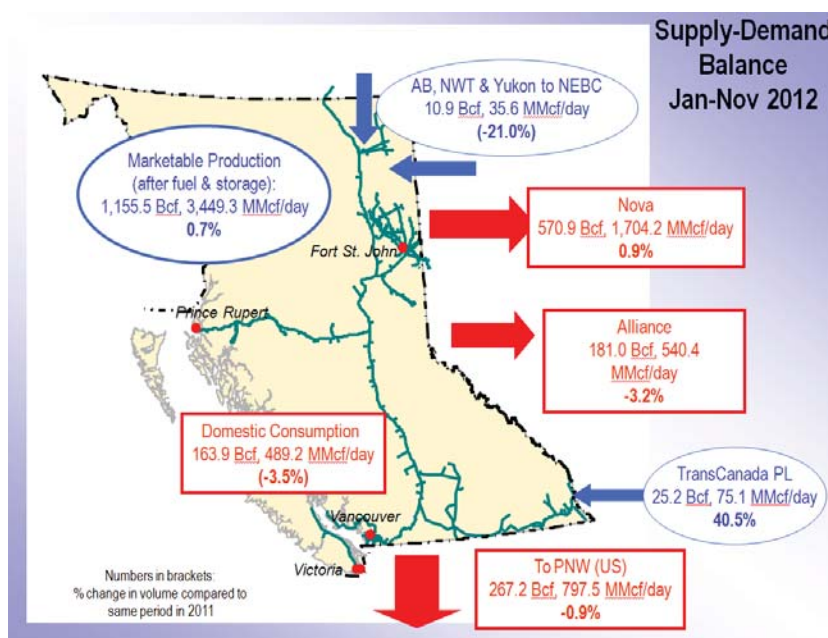 Supply-Demand
Balance
Jan-Nov 2012
AB, NWT & Yukon to NEBC
10.9 Bcf, 35.6 MMcf/day
(-21.0%)
Marketable Production
(after fuel & storage):
1,155.5 Bcf, 3,449.3 MMcf/day
0.7%
Nova
570.9 Bcf, 1,704.2 MMcf/day
0.9%
Fort St. John
Prince Rupert
Alliance
181.0 Bcf, 540.4
MMcf/day
-3.2%
Domestic Consumption
163.9 Bcf, 489.2 MMcf/day
(-3.5%)
TransCanada PL
25.2 Bcf, 75.1 MMcf/day
40.5%
Vancouver
Victoria
To PNW (US)
267.2 Bcf, 797.5 MMcf/day
-0.9%
Numbers in brackets:
% change in volume compared to
same period in 2011